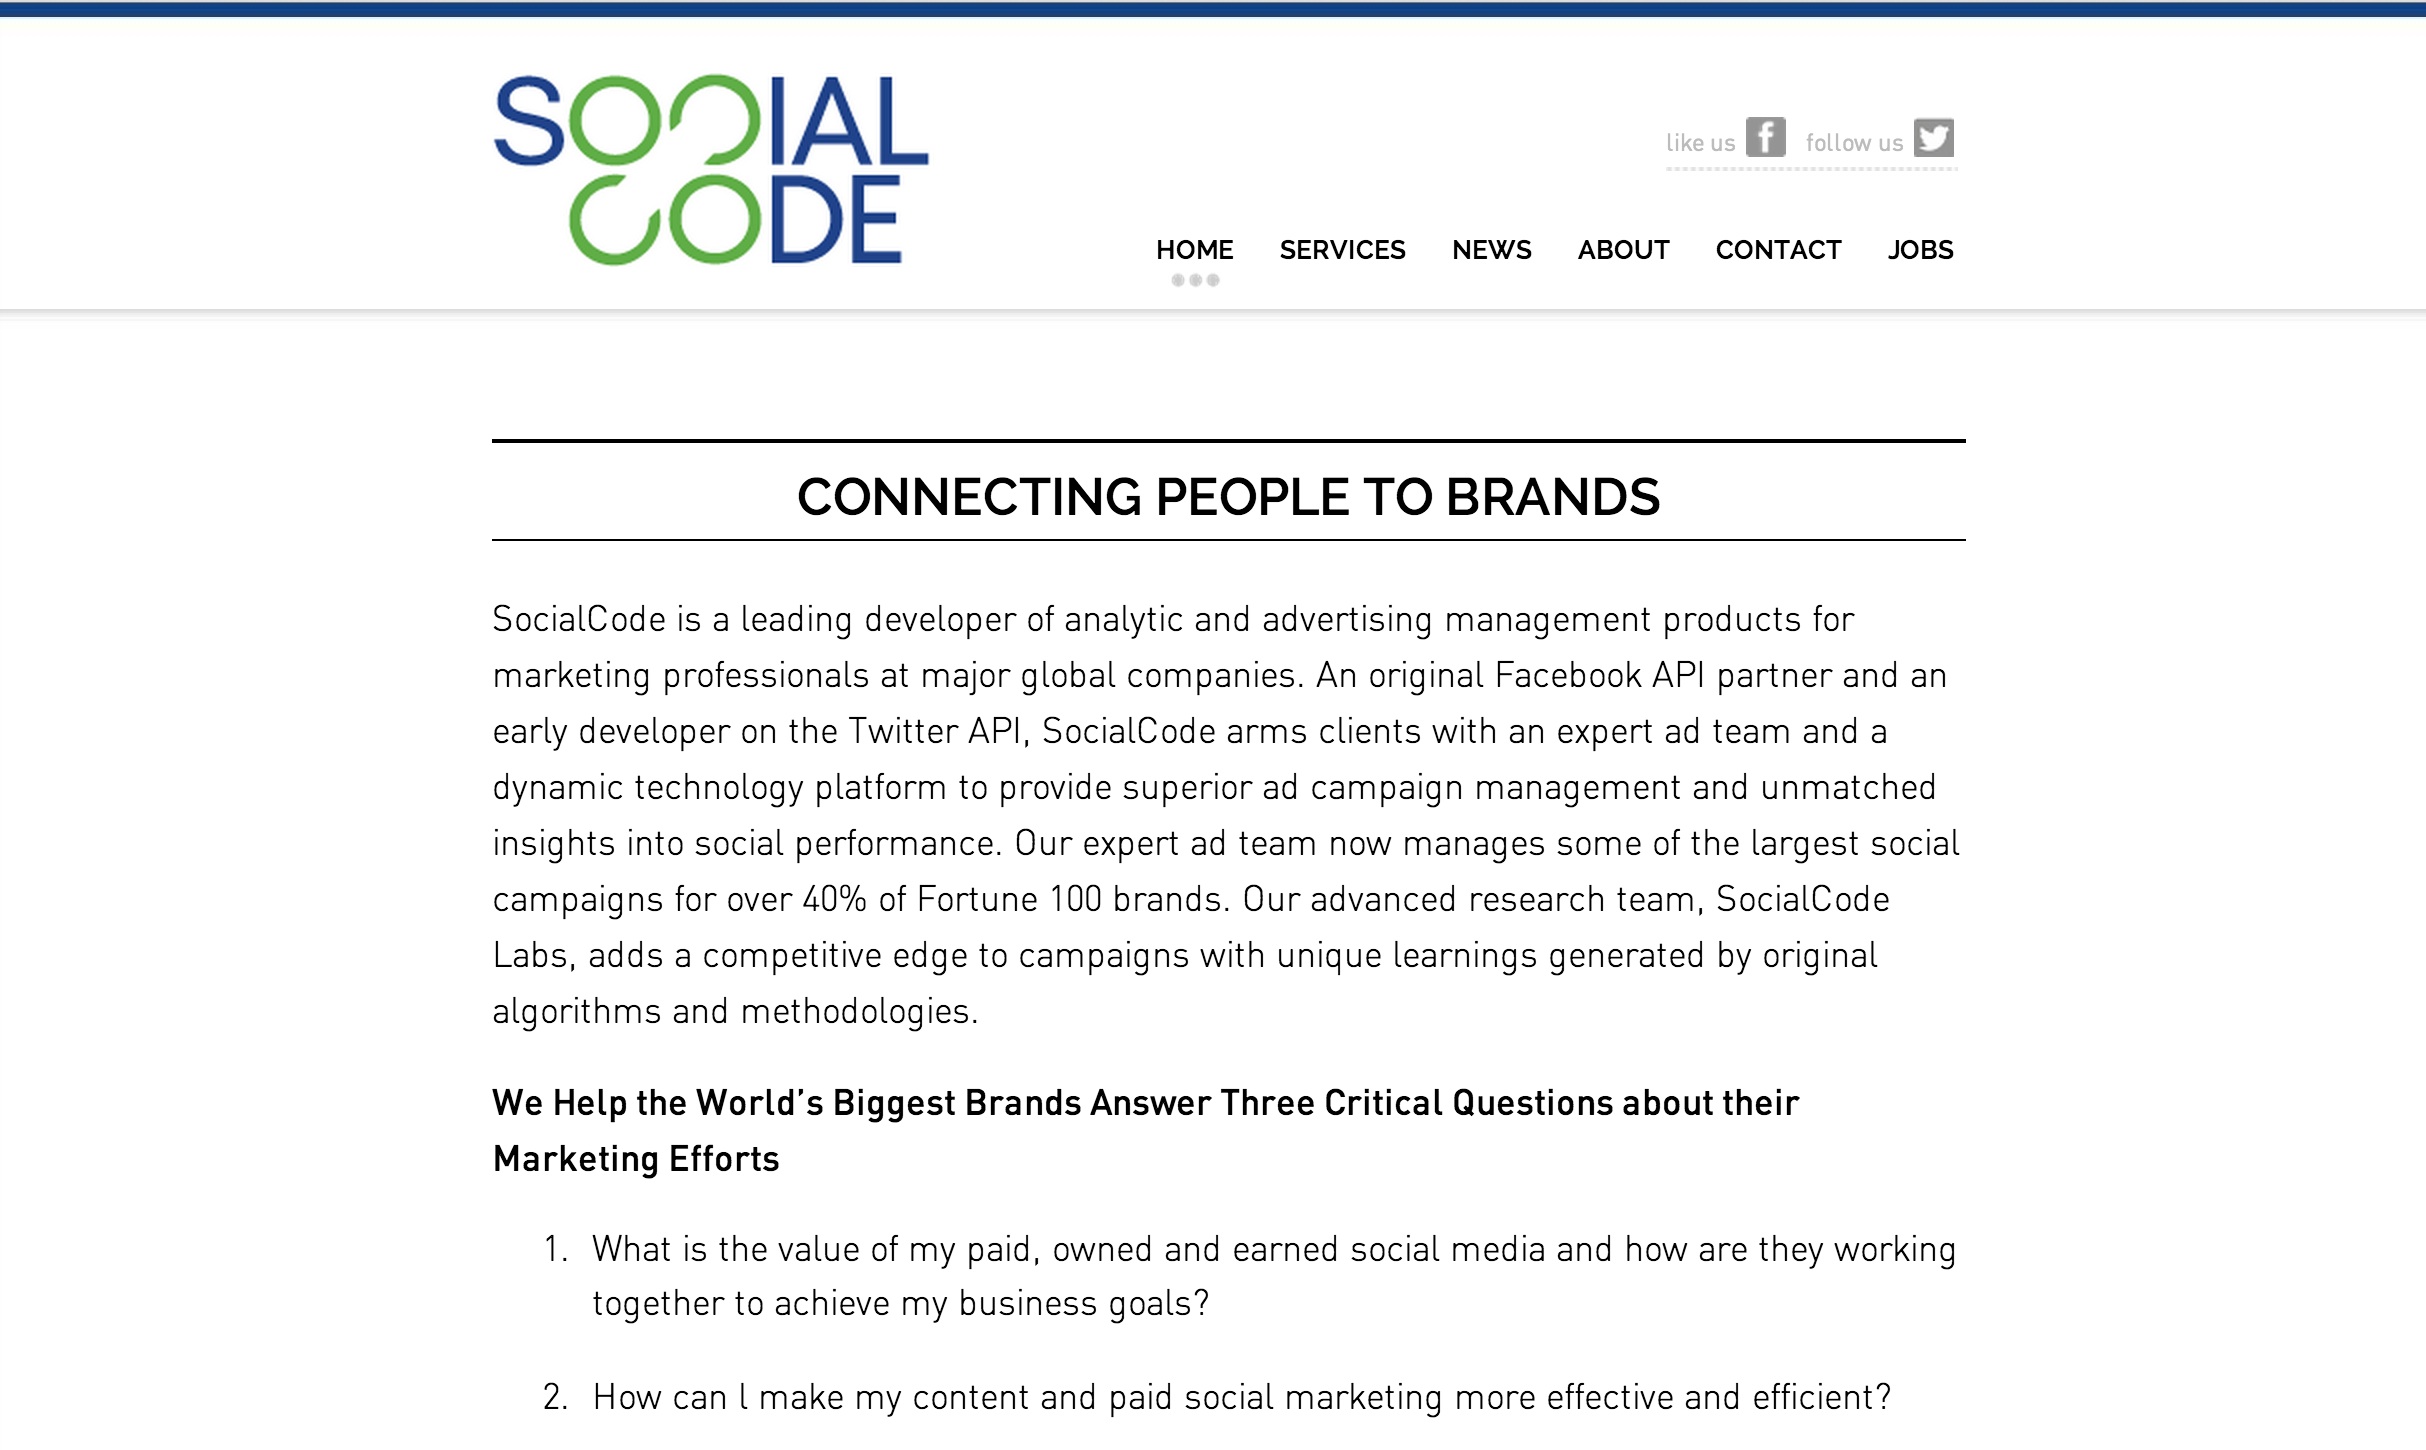 SOCIAL
CODE
like us follow us
HOME SERVICES NEWS ABOUT CONTACT JOBS
CONNECTING PEOPLE TO BRANDS
SocialCode is a leading developer of analytic and advertising management products for
marketing professionals at major global companies. An original Facebook API partner and an
early developer on the Twitter API, SocialCode arms clients with an expert ad team and a
dynamic technology platform to provide superior ad campaign management and unmatched
insights into social performance. Our expert ad team now manages some of the largest social
campaigns for over 40% of Fortune 100 brands. Our advanced research team, SocialCode
Labs, adds a competitive edge to campaigns with unique learnings generated by original
algorithms and methodologies.
We Help the World’s Biggest Brands Answer Three Critical Questions about their
Marketing Efforts
1. What is the value of my paid, owned and earned social media and how are they working
together to achieve my business goals?
2. How can l make my content and paid social marketing more effective and efficient?